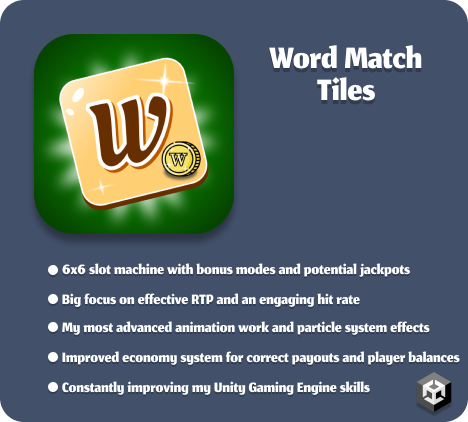 Word Match
Tiles
W
W
6x6 slot machine with bonus modes and potential jackpots
Big focus on effective RTP and an engaging hit rate
My most advanced animation work and particle system effects
Improved economy system for correct payouts and player balances
Constantly improving my Unity Gaming Engine skills